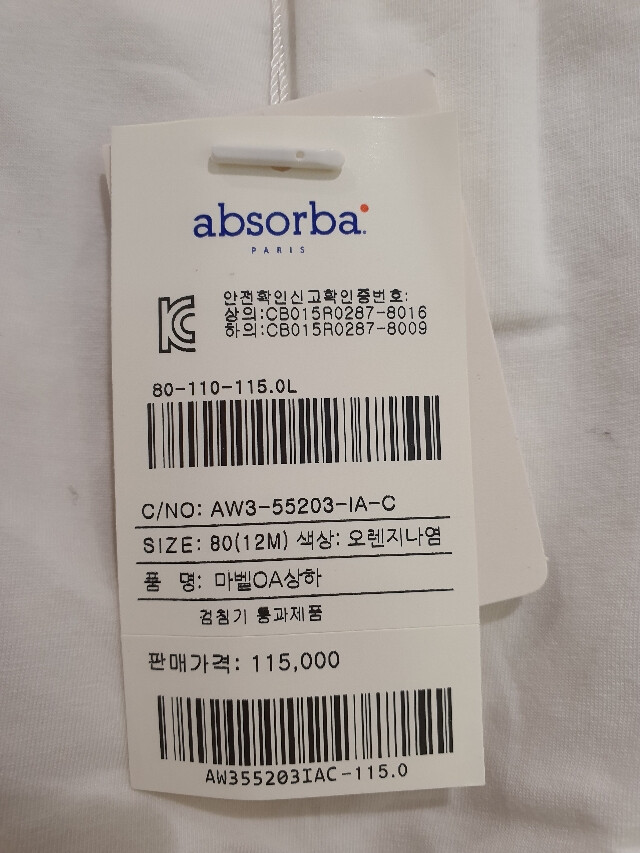 absorba
PARIS
안전확인신고확인증번호:
상의:CB015R0287-8016
하의:CB015R0287-8009
80-110-115.0L
C/NO: AW3-55203-IA-C
SIZE: 80(12M) 색상: 오렌지나염
품 명: 마벨OA상하
검침기 통과제품
판매가격: 115,000
AW355203IAC-115.0